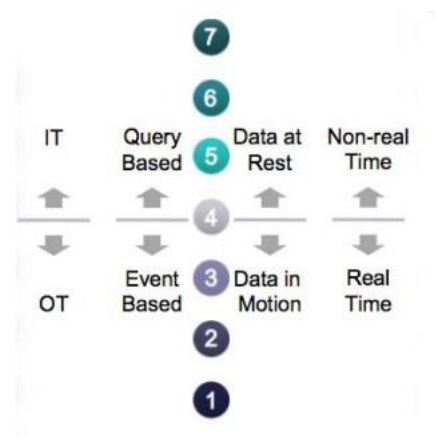 7
6
IT
Query
Based
5
Data at
Rest
Non-real
Time
4
OT
Event
Based
3
Data in
Motion
Real
Time
2
1